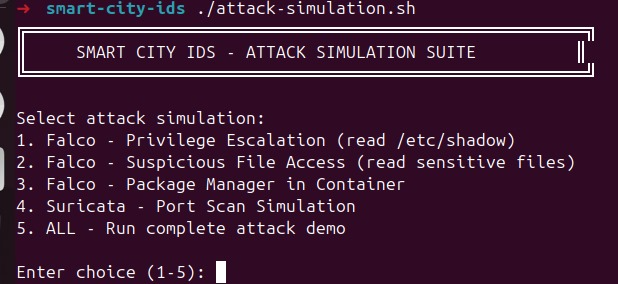 ➜ smart-city-ids ./attack-simulation.sh
SMART CITY IDS - ATTACK SIMULATION SUITE
Select attack simulation:
1. Falco - Privilege Escalation (read /etc/shadow)
2. Falco - Suspicious File Access (read sensitive files)
3. Falco - Package Manager in Container
4. Suricata - Port Scan Simulation
5. ALL - Run complete attack demo
Enter choice (1-5):